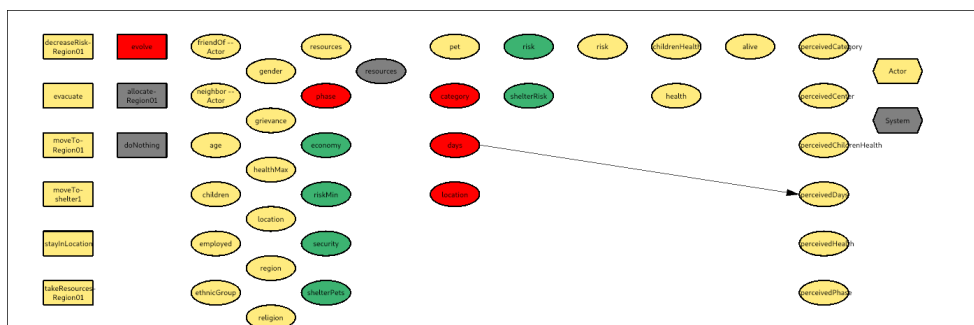 decreaseRisk-
Region01
evolve
friendOf --
Actor
resources
pet
risk
risk
childrenHealth
alive
perceivedCategory
gender
resources
Actor
evacuate
allocate-
Region01
neighbor --
Actor
phase
category
shelterRisk
health
perceivedCenter
grievance
System
moveTo-
Region01
doNothing
age
economy
days
perceivedChildrenHealth
healthMax
moveTo-
shelter1
children
riskMin
location
perceivedDays
location
stayInLocation
employed
security
perceivedHealth
region
takeResources-
Region01
ethnicGroup
shelterPets
perceivedPhase
religion